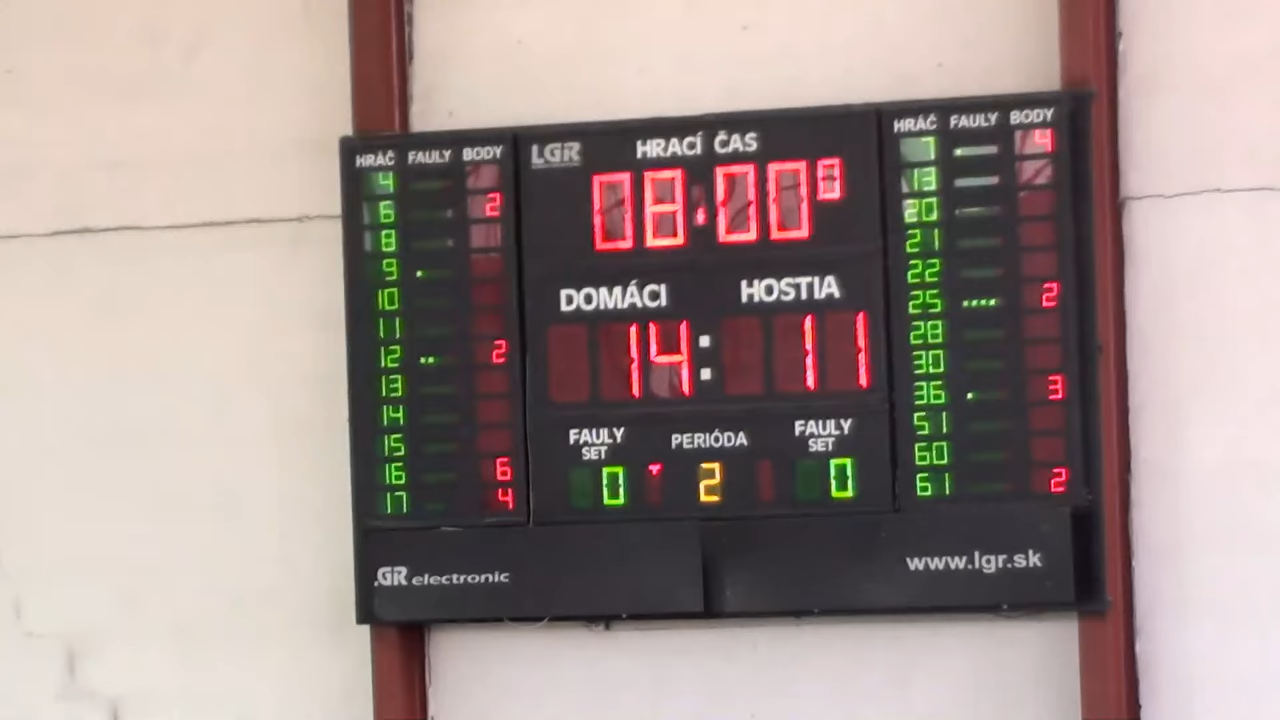 HRÁČ FAULY BODY
4
6 2
8
9
10
11
12 2
13
14
15
16 6
17 4
LGR
HRACÍ ČAS
08:00 0
DOMÁCI HOSTIA
14:11
FAULY SET PERIÓDA FAULY SET
0 2 0
HRÁČ FAULY BODY
7 4
13
20
21
22
25 2
28
30
36 3
51
60
61 2
LGR electronic
www.lgr.sk